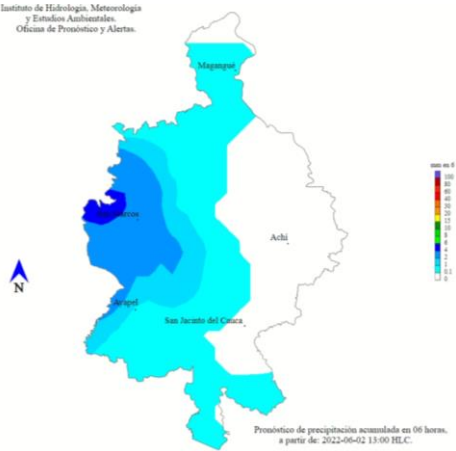 Instituto de Hidrología, Meteorología
y Estudios Ambientales.
Oficina de Pronóstico y Alertas.
Magangué
Marcos
Achi
Ayapel
San Jacinto del Cauca
N
mm en 6
100
80
60
40
30
20
15
10
8
6
4
2
1
0.1
0
Pronóstico de precipitación acumulada en 06 horas,
a partir de: 2022-06-02 13:00 HLC.